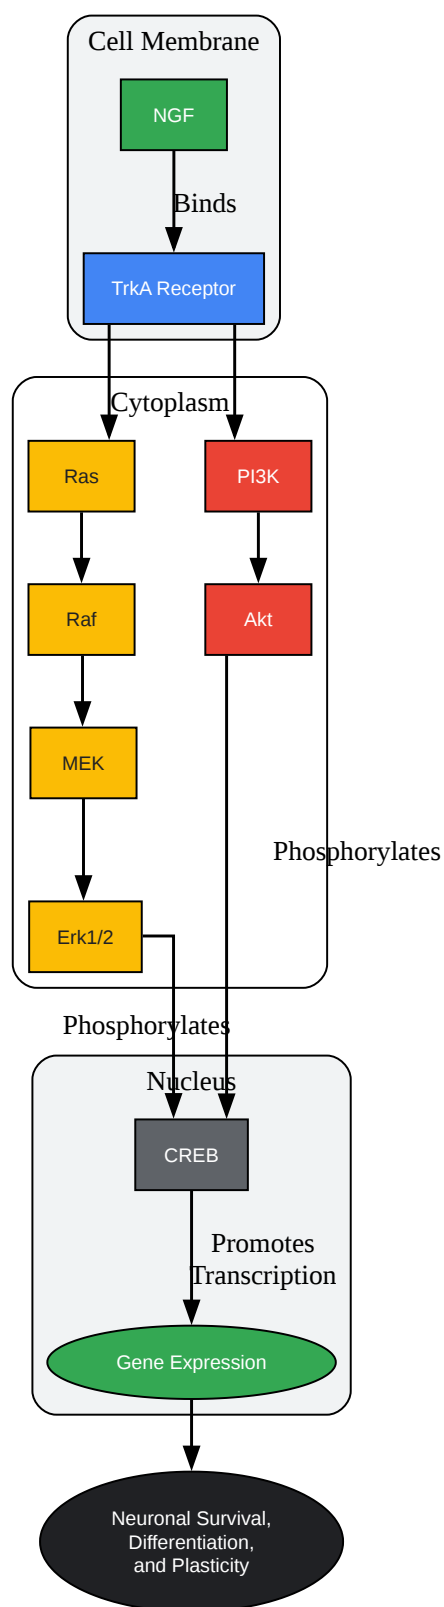 Cell Membrane
NGF
Binds
TrkA Receptor
Cytoplasm
Ras
PI3K
Raf
Akt
MEK
Phosphorylates
Erk1/2
Phosphorylates
Nucleus
CREB
Promotes
Transcription
Gene Expression
Neuronal Survival,
Differentiation,
and Plasticity